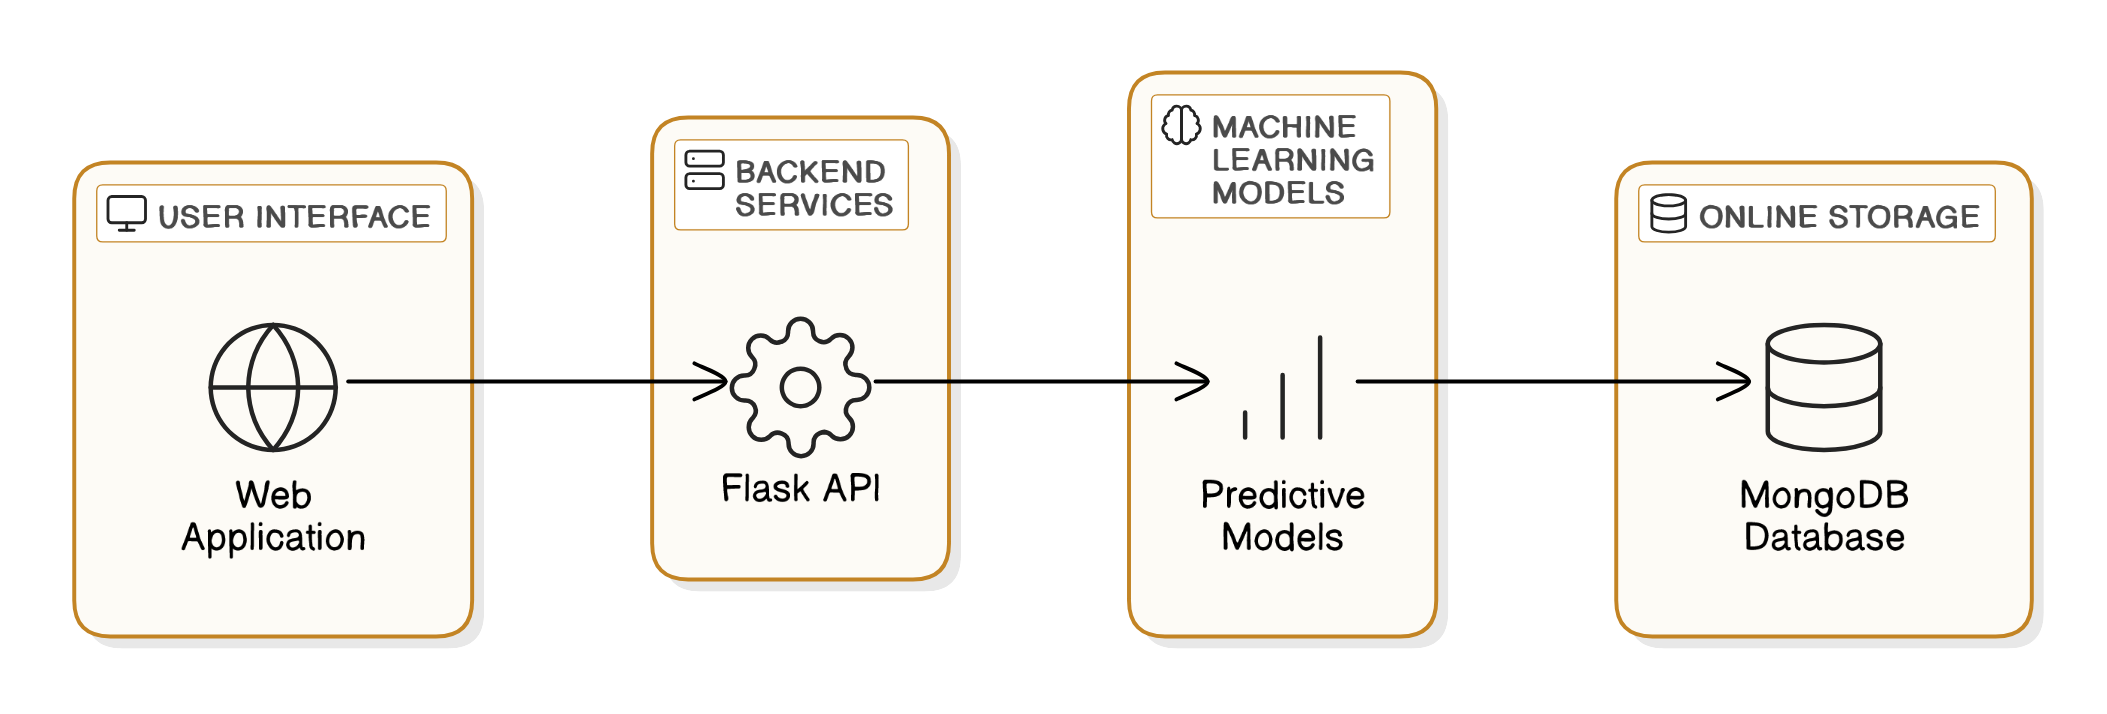 USER INTERFACE
Web
Application
BACKEND
SERVICES
Flask API
MACHINE
LEARNING
MODELS
Predictive
Models
ONLINE STORAGE
MongoDB
Database